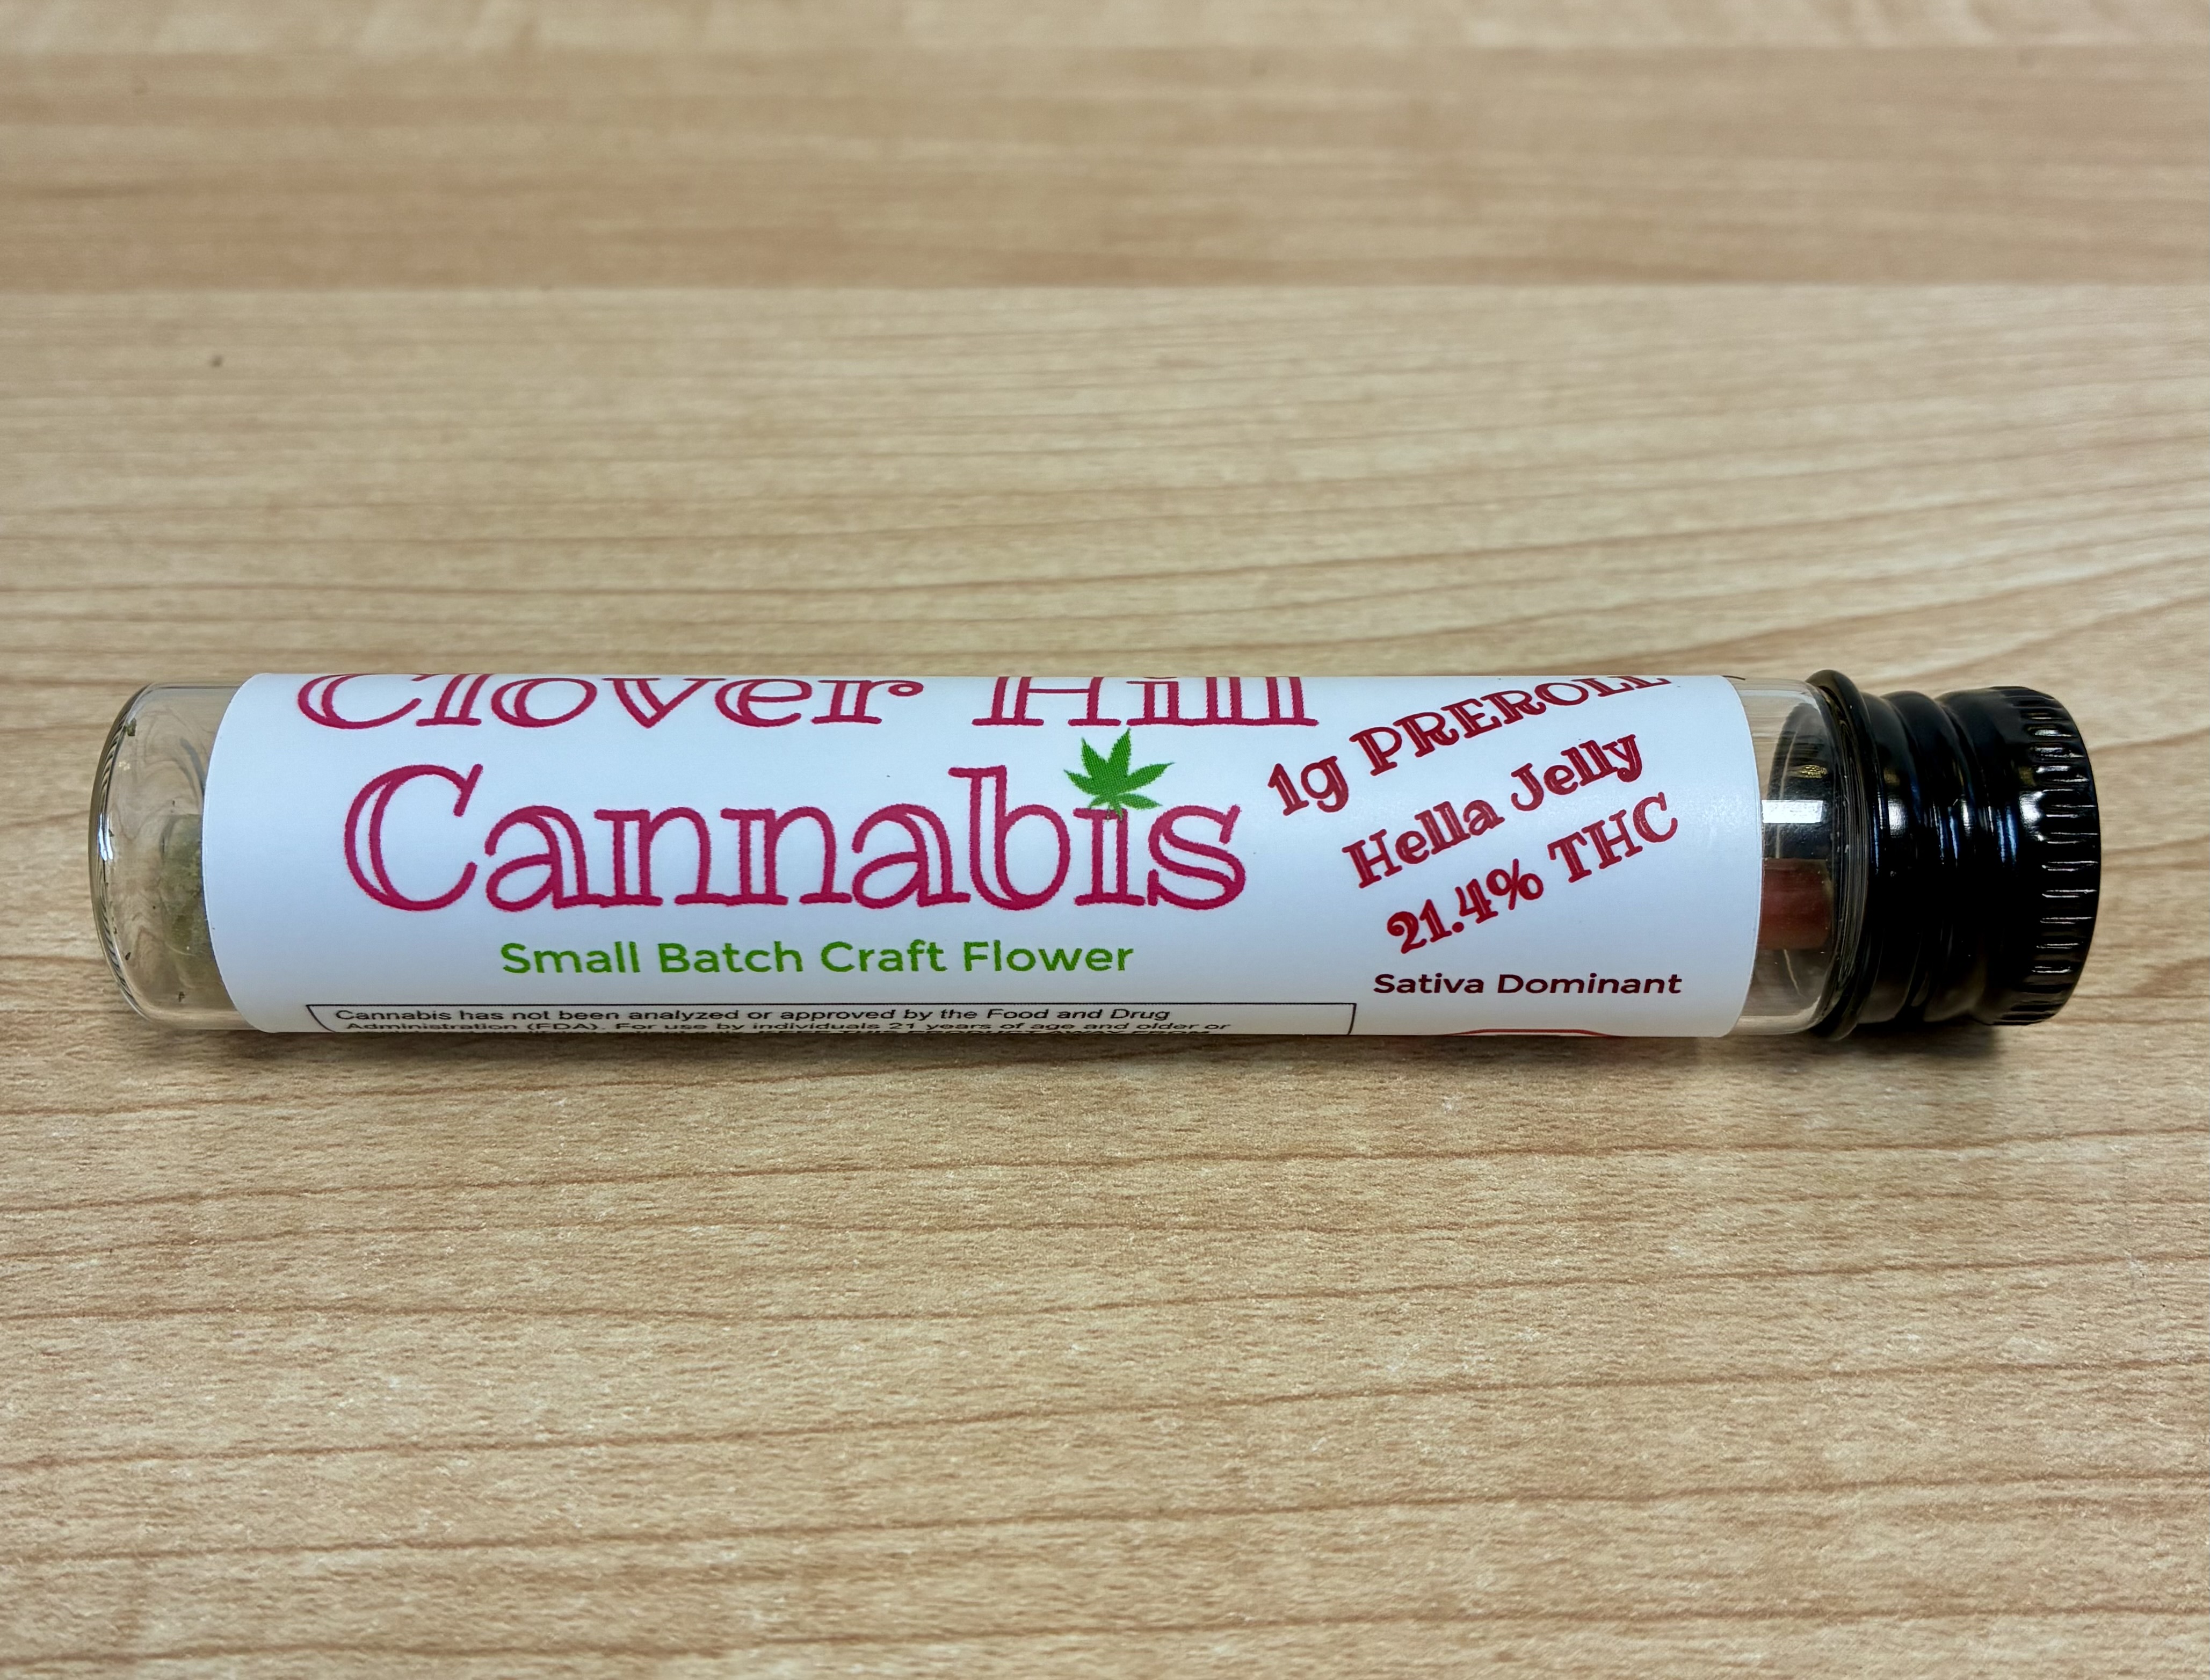 Clover Hill
Cannabis
Small Batch Craft Flower
1g PREROLL
Hella Jelly
21.4% THC
Sativa Dominant
Cannabis has not been analyzed or approved by the Food and Drug
Administration (FDA). For use by individuals 21 years of age and older or